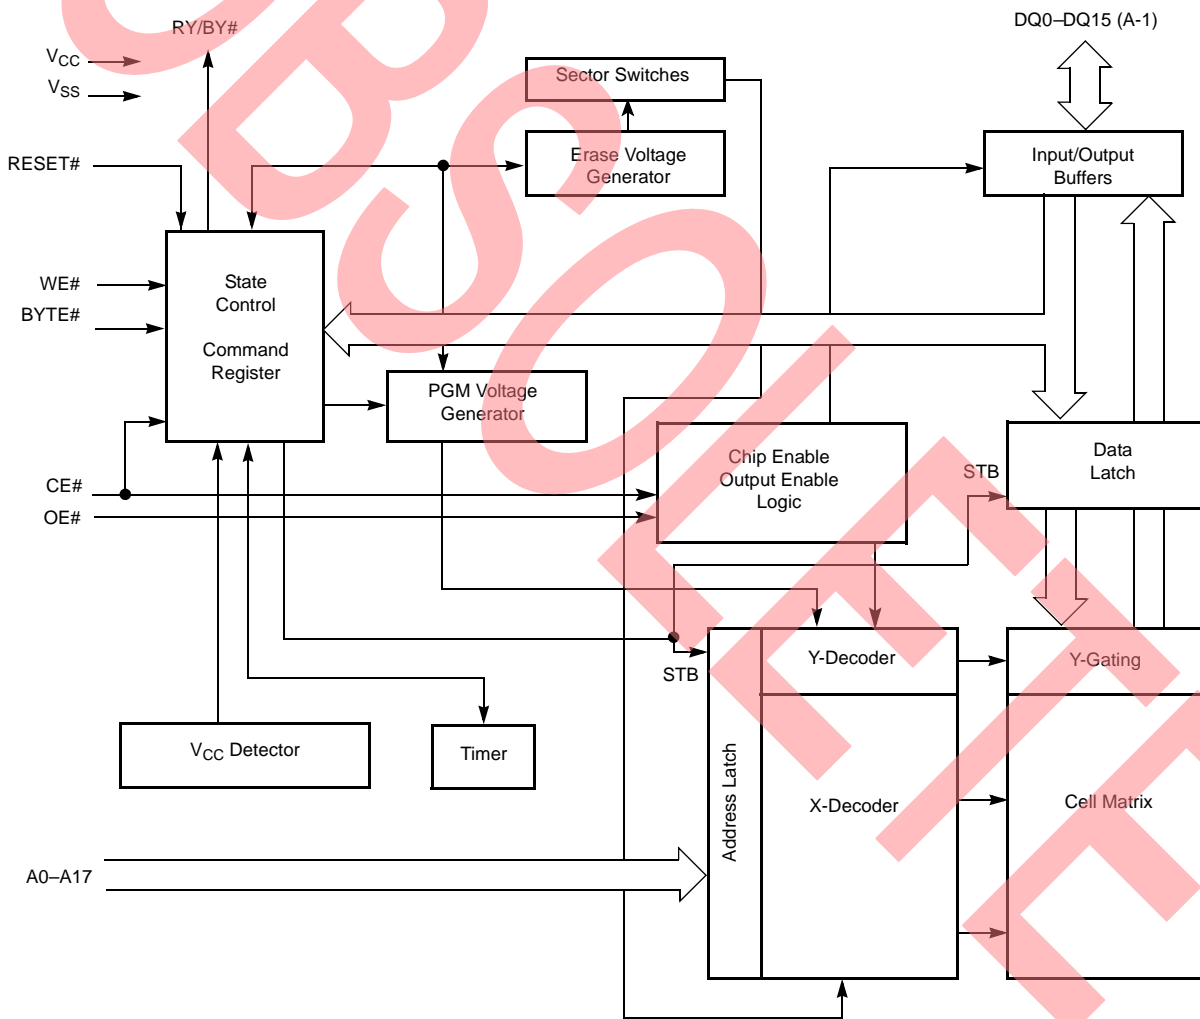 RY/BY#
DQ0–DQ15 (A-1)
VCC
VSS
Sector Switches
RESET#
Erase Voltage
Generator
Input/Output
Buffers
WE#
BYTE#
State
Control
Command
Register
PGM Voltage
Generator
CE#
OE#
Chip Enable
Output Enable
Logic
STB
Data
Latch
STB
Y-Decoder
Y-Gating
VCC Detector
Timer
Address Latch
X-Decoder
Cell Matrix
A0–A17
OBSOLETE